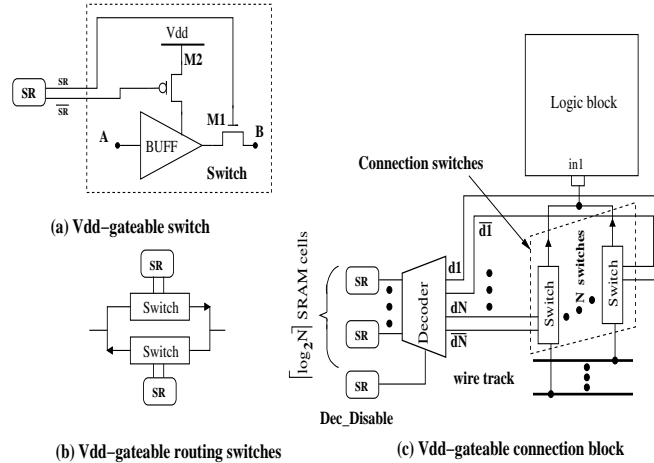 Vdd
M2
SR
SR
SR
M1
A
B
BUFF
Switch
(a) Vdd−gateable switch
SR
Switch
Switch
SR
(b) Vdd−gateable routing switches
Logic block
in1
Connection switches
d1
d1
SR
SR
SR
⌈log2N⌉ SRAM cells
Decoder
dN
dN
Switch
N switches
Switch
wire track
Dec_Disable
(c) Vdd−gateable connection block